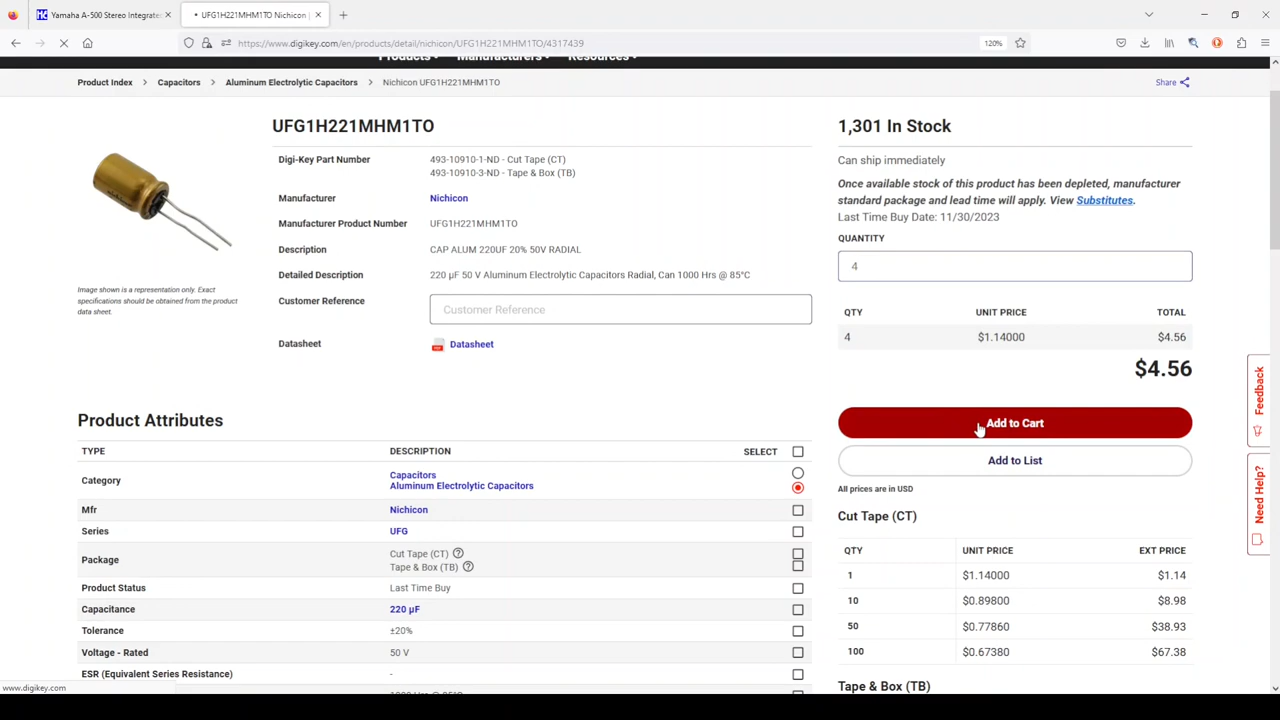 Yamaha A-500 Stereo Integrate
UFG1H221MHM1TO Nichicon |
https://www.digikey.com/en/products/detail/nichicon/UFG1H221MHM1TO/4317439
120%
Products
Manufacturers
Resources
Product Index
Capacitors
Aluminum Electrolytic Capacitors
Nichicon UFG1H221MHM1TO
Share
UFG1H221MHM1TO
Digi-Key Part Number
493-10910-1-ND - Cut Tape (CT)
493-10910-3-ND - Tape & Box (TB)
Manufacturer
Nichicon
Manufacturer Product Number
UFG1H221MHM1TO
Description
CAP ALUM 220UF 20% 50V RADIAL
Detailed Description
220 µF 50 V Aluminum Electrolytic Capacitors Radial, Can 1000 Hrs @ 85°C
Customer Reference
Customer Reference
Datasheet
Datasheet
Image shown is a representation only. Exact
specifications should be obtained from the product
data sheet.
1,301 In Stock
Can ship immediately
Once available stock of this product has been depleted, manufacturer
standard package and lead time will apply. View Substitutes.
Last Time Buy Date: 11/30/2023
QUANTITY
4
QTY UNIT PRICE TOTAL
4 $1.14000 $4.56
$4.56
Add to Cart
Add to List
All prices are in USD
Cut Tape (CT)
QTY UNIT PRICE EXT PRICE
1 $1.14000 $1.14
10 $0.89800 $8.98
50 $0.77860 $38.93
100 $0.67380 $67.38
Tape & Box (TB)
Product Attributes
TYPE DESCRIPTION SELECT
Category
Capacitors
Aluminum Electrolytic Capacitors
Mfr Nichicon
Series UFG
Package
Cut Tape (CT)
Tape & Box (TB)
Product Status Last Time Buy
Capacitance 220 µF
Tolerance ±20%
Voltage - Rated 50 V
ESR (Equivalent Series Resistance) -
1000 Hrs @ 85°C
Feedback
Need Help?
www.digikey.com